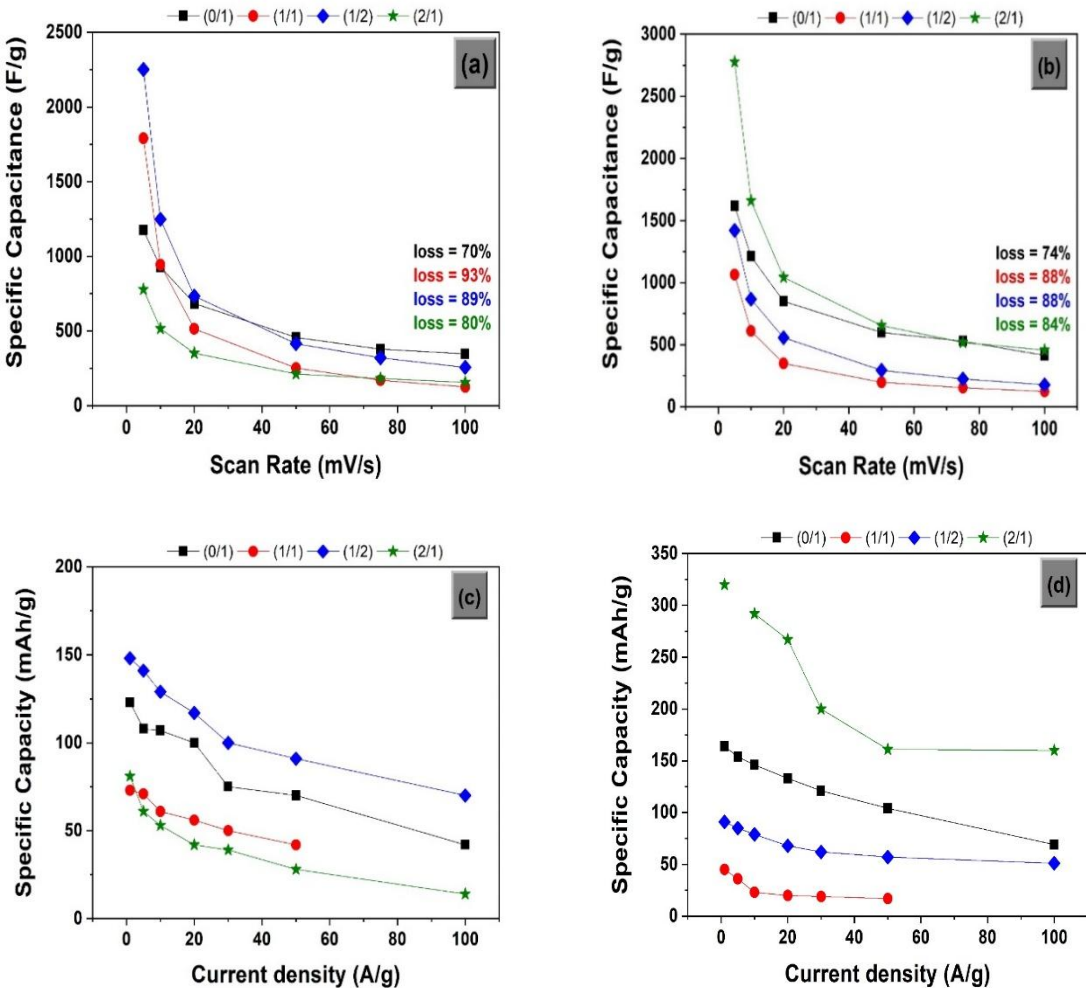 (0/1) (1/1) (1/2) (2/1)
(a)
Specific Capacitance (F/g)
2500
2000
1500
1000
500
0
loss = 70%
loss = 93%
loss = 89%
loss = 80%
0 20 40 60 80 100
Scan Rate (mV/s)
(0/1) (1/1) (1/2) (2/1)
(b)
Specific Capacitance (F/g)
3000
2500
2000
1500
1000
500
0
loss = 74%
loss = 88%
loss = 88%
loss = 84%
0 20 40 60 80 100
Scan Rate (mV/s)
(0/1) (1/1) (1/2) (2/1)
(c)
Specific Capacity (mAh/g)
200
150
100
50
0
0 20 40 60 80 100
Current density (A/g)
(0/1) (1/1) (1/2) (2/1)
(d)
Specific Capacity (mAh/g)
350
300
250
200
150
100
50
0
0 20 40 60 80 100
Current density (A/g)